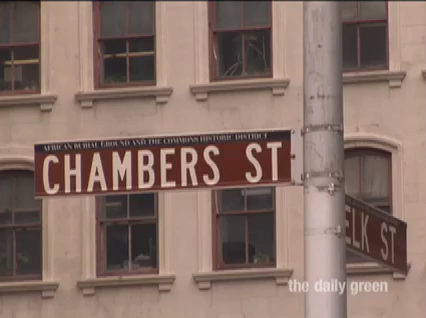 AFRICAN BURIAL GROUND AND THE COMMONS HISTORIC DISTRICT
CHAMBERS ST
ELK ST
the daily green